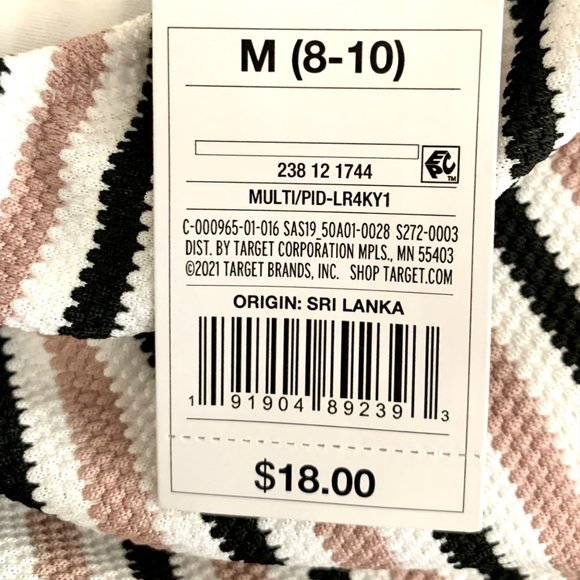 M (8-10)
238 12 1744
EPC™
MULTI/PID-LR4KY1
C-000965-01-016 SAS19_50A01-0028 S272-0003
DIST. BY TARGET CORPORATION MPLS., MN 55403
©2021 TARGET BRANDS, INC. SHOP TARGET.COM
ORIGIN: SRI LANKA
1 91904 89239 3
$18.00